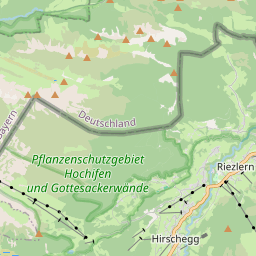 Bayern
Deutschland
Pflanzenschutzgebiet
Hochifen
und Gottesackerwände
Riezlern
Hirschegg